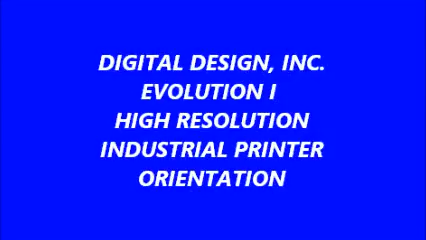 DIGITAL DESIGN, INC.
EVOLUTION I
HIGH RESOLUTION
INDUSTRIAL PRINTER
ORIENTATION